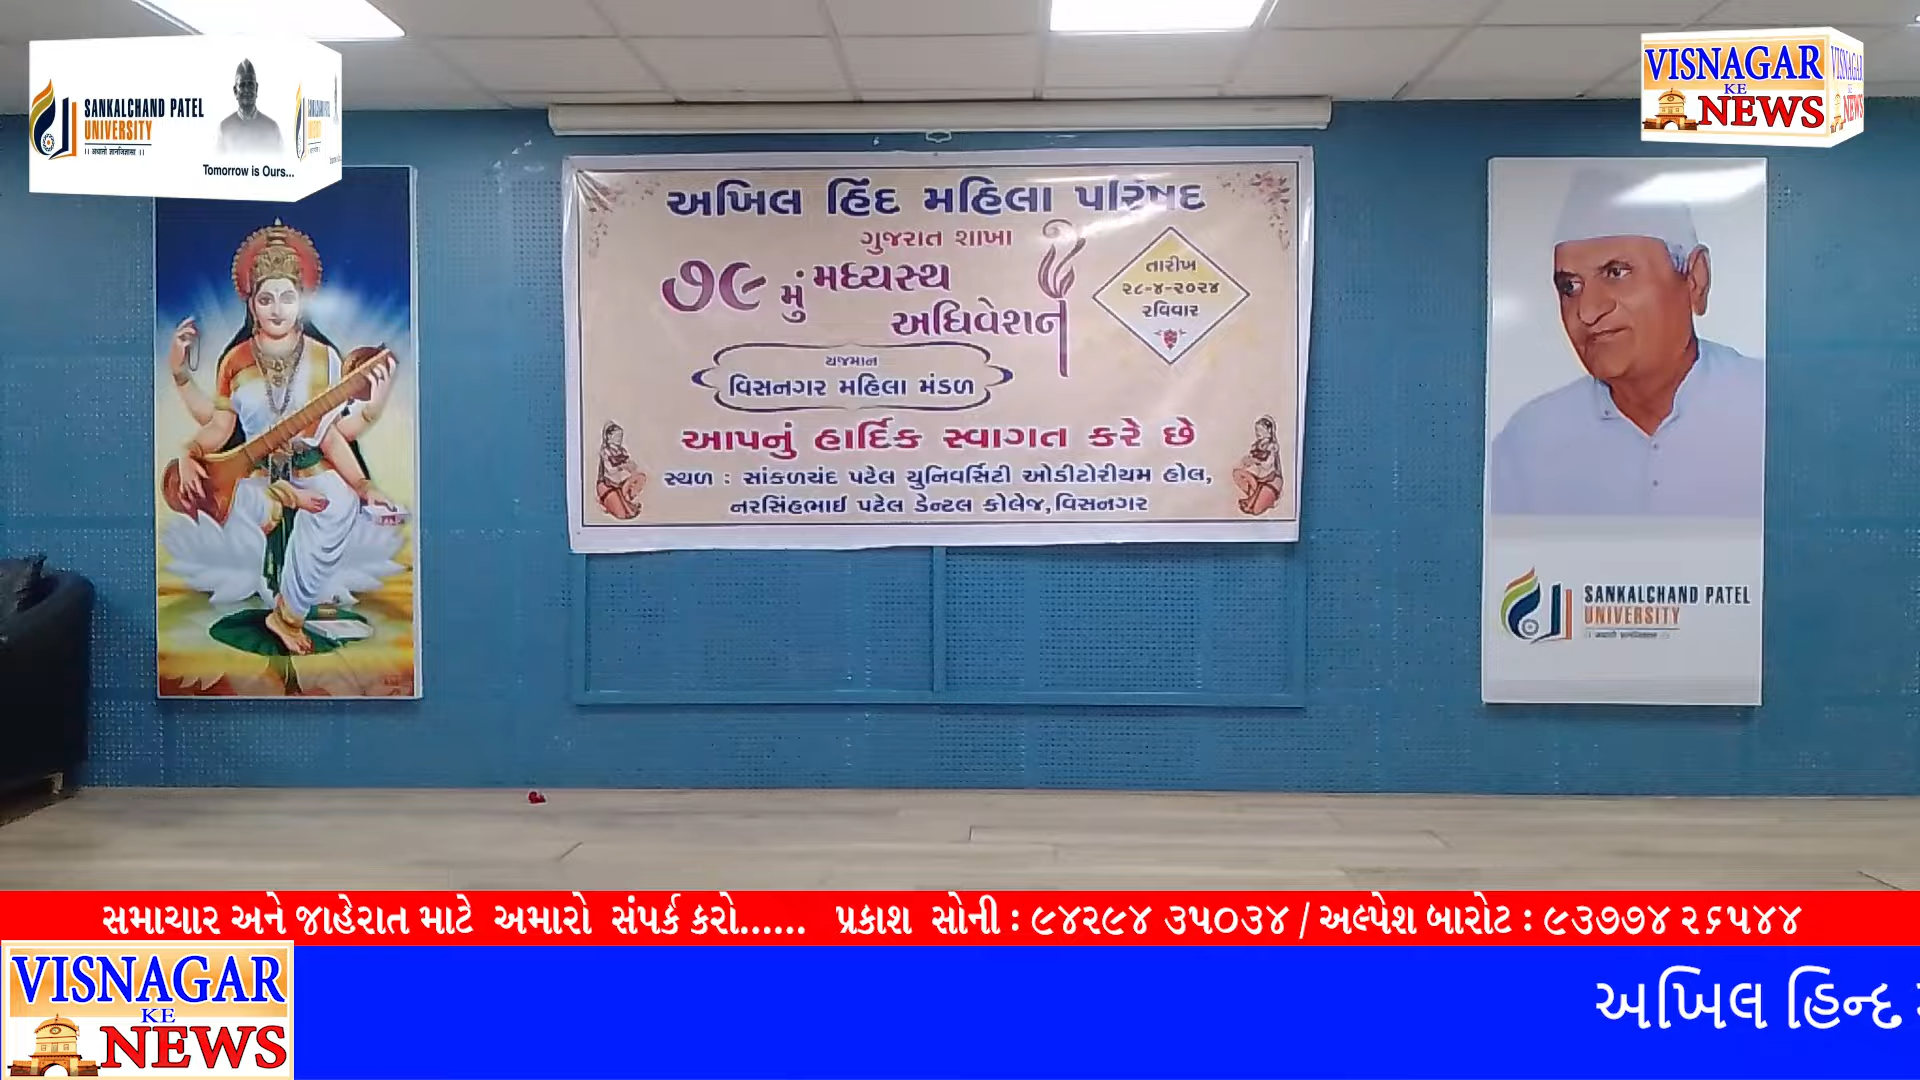 SANKALCHAND PATEL
UNIVERSITY
।। अथातो ज्ञानजिज्ञासा ।।
Tomorrow is Ours...
VISNAGAR
KE
NEWS
અખિલ હિંદ મહિલા પરિષદ
ગુજરાત શાખા
૭૯ મું મધ્યસ્થ
અધિવેશન
તારીખ
૨૮-૪-૨૦૨૪
રવિવાર
યજમાન
વિસનગર મહિલા મંડળ
આપનું હાર્દિક સ્વાગત કરે છે
સ્થળ : સાંકળચંદ પટેલ યુનિવર્સિટી ઓડીટોરીયમ હોલ,
નરસિંહભાઈ પટેલ ડેન્ટલ કોલેજ,વિસનગર
SANKALCHAND PATEL
UNIVERSITY
સમાચાર અને જાહેરાત માટે અમારો સંપર્ક કરો...... પ્રકાશ સોની : ૯૪૨૯૪ ૩૫૦૩૪ / અલ્પેશ બારોટ : ૯૩૭૭૪ ૨૬૫૪૪
VISNAGAR
KE
NEWS
અખિલ હિન્દ